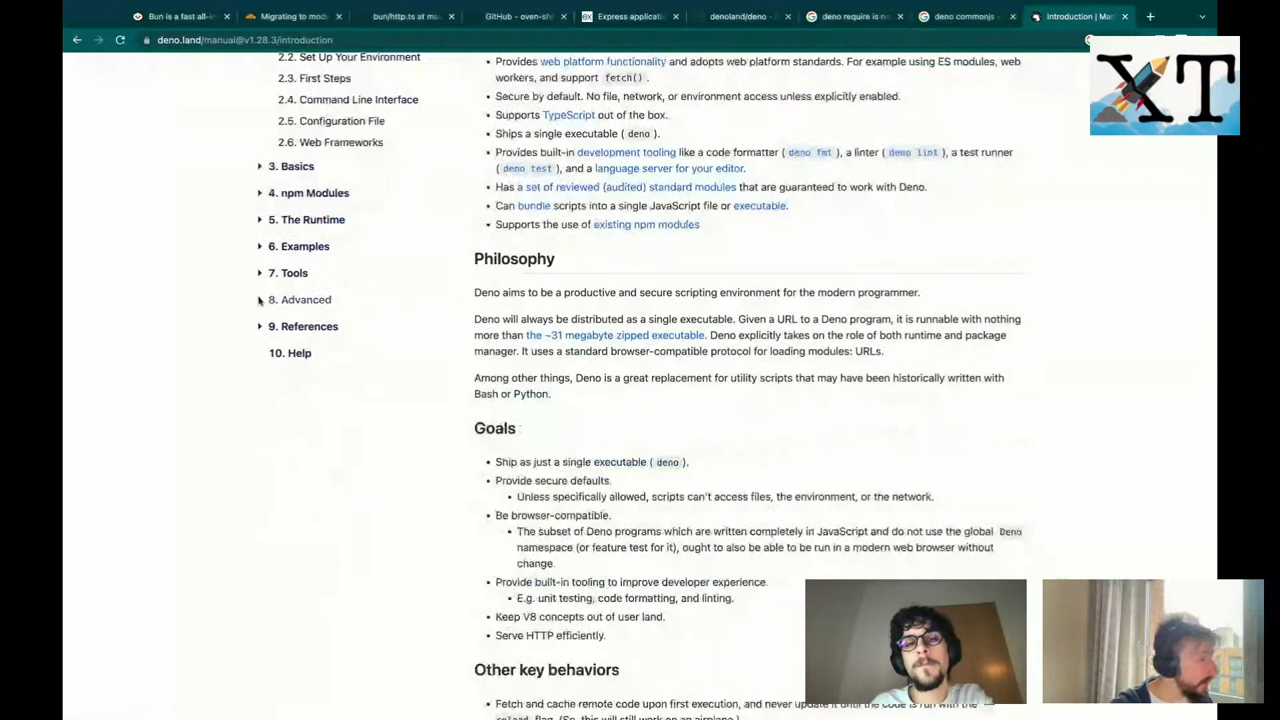 Bun is a fast all-i
Migrating to modu
bun/http.ts at ma
GitHub - oven-sh
Express application
denoland/deno - 
deno require is no
deno commonjs -
Introduction | Man
deno.land/manual@v1.28.3/introduction
XT
2.2. Set Up Your Environment
2.3. First Steps
2.4. Command Line Interface
2.5. Configuration File
2.6. Web Frameworks
3. Basics
4. npm Modules
5. The Runtime
6. Examples
7. Tools
8. Advanced
9. References
10. Help
• Provides web platform functionality and adopts web platform standards. For example using ES modules, web
workers, and support fetch().
• Secure by default. No file, network, or environment access unless explicitly enabled.
• Supports TypeScript out of the box.
• Ships a single executable ( deno ).
• Provides built-in development tooling like a code formatter ( deno fmt ), a linter ( deno lint ), a test runner
( deno test ), and a language server for your editor.
• Has a set of reviewed (audited) standard modules that are guaranteed to work with Deno.
• Can bundle scripts into a single JavaScript file or executable.
• Supports the use of existing npm modules
Philosophy
Deno aims to be a productive and secure scripting environment for the modern programmer.
Deno will always be distributed as a single executable. Given a URL to a Deno program, it is runnable with nothing
more than the ~31 megabyte zipped executable. Deno explicitly takes on the role of both runtime and package
manager. It uses a standard browser-compatible protocol for loading modules: URLs.
Among other things, Deno is a great replacement for utility scripts that may have been historically written with
Bash or Python.
Goals
• Ship as just a single executable ( deno ).
• Provide secure defaults.
• Unless specifically allowed, scripts can't access files, the environment, or the network.
• Be browser-compatible.
• The subset of Deno programs which are written completely in JavaScript and do not use the global Deno
namespace (or feature test for it), ought to also be able to be run in a modern web browser without
change.
• Provide built-in tooling to improve developer experience.
• E.g. unit testing, code formatting, and linting.
• Keep V8 concepts out of user land.
• Serve HTTP efficiently.
Other key behaviors
• Fetch and cache remote code upon first execution, and never update it until the code is run with the
flag. (So, this will still work on an airplane.)